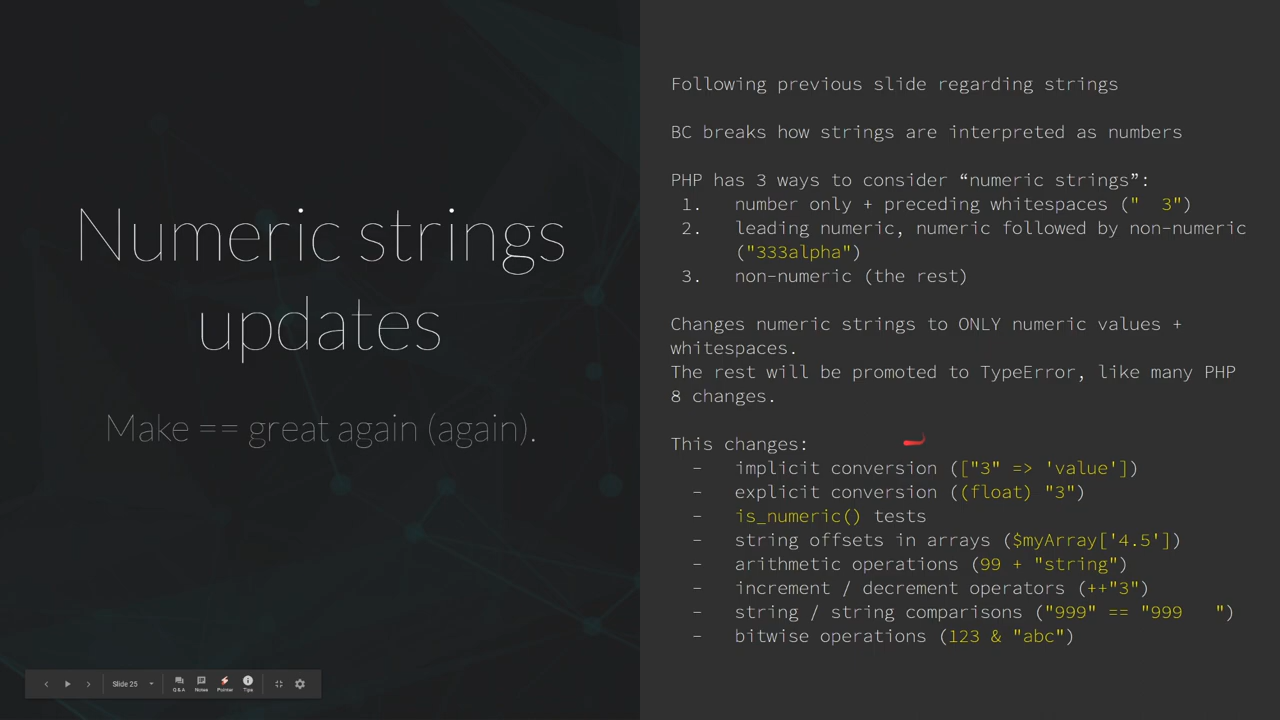 Numeric strings
updates
Make == great again (again).
Following previous slide regarding strings
BC breaks how strings are interpreted as numbers
PHP has 3 ways to consider “numeric strings”:
1. number only + preceding whitespaces ("  3")
2. leading numeric, numeric followed by non-numeric
("333alpha")
3. non-numeric (the rest)
Changes numeric strings to ONLY numeric values +
whitespaces.
The rest will be promoted to TypeError, like many PHP
8 changes.
This changes:
- implicit conversion (["3" => 'value'])
- explicit conversion ((float) "3")
- is_numeric() tests
- string offsets in arrays ($myArray['4.5'])
- arithmetic operations (99 + "string")
- increment / decrement operators (++"3")
- string / string comparisons ("999" == "999   ")
- bitwise operations (123 & "abc")
Slide 25
Q&A Notes Pointer Tips